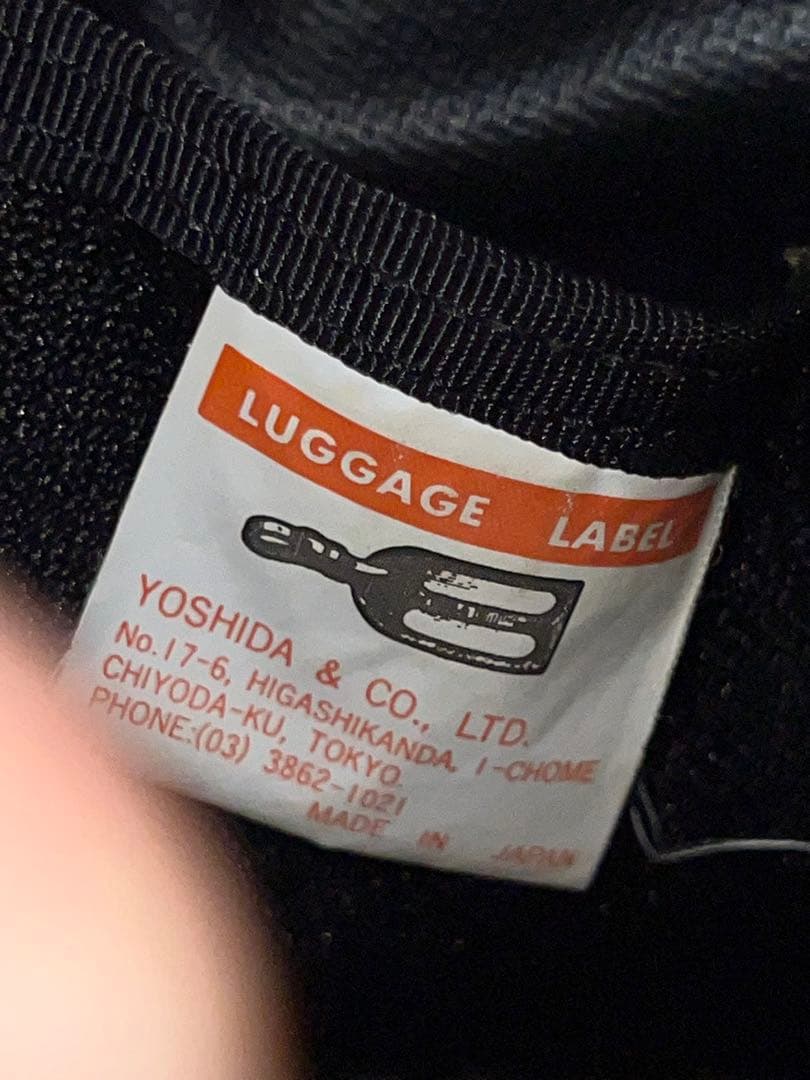 LUGGAGE LABEL
YOSHIDA & CO., LTD.
No.17-6, HIGASHIKANDA, 1-CHOME
CHIYODA-KU, TOKYO.
PHONE:(03) 3862-1021
MADE IN JAPAN